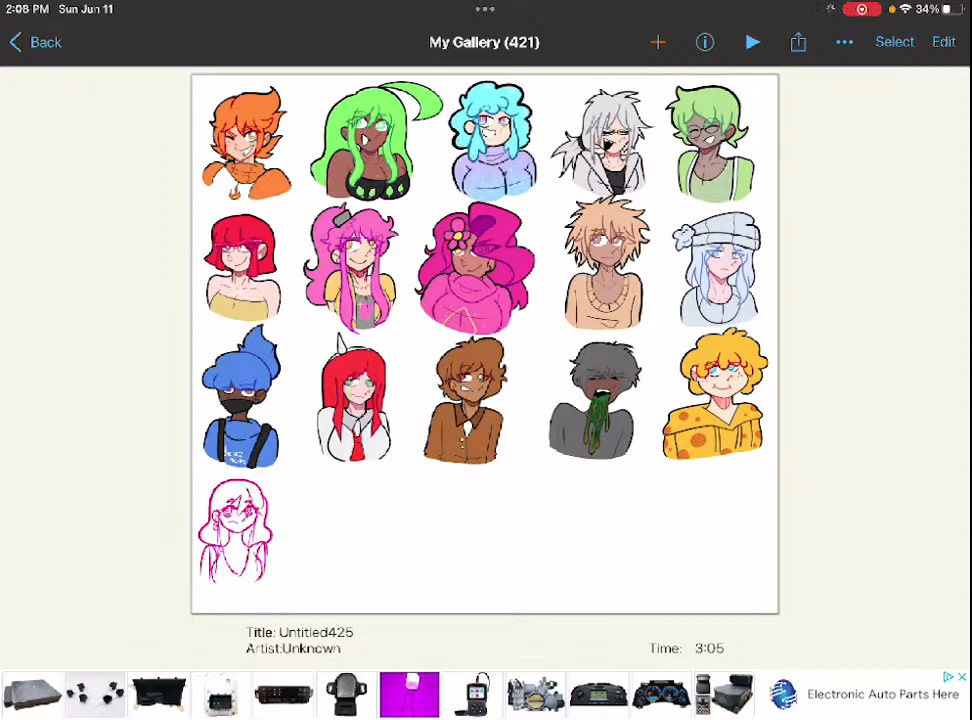 2:08 PM Sun Jun 11
34%
Back
My Gallery (421)
Select
Edit
Title: Untitled425
Artist:Unknown
Time: 3:05
Electronic Auto Parts Here